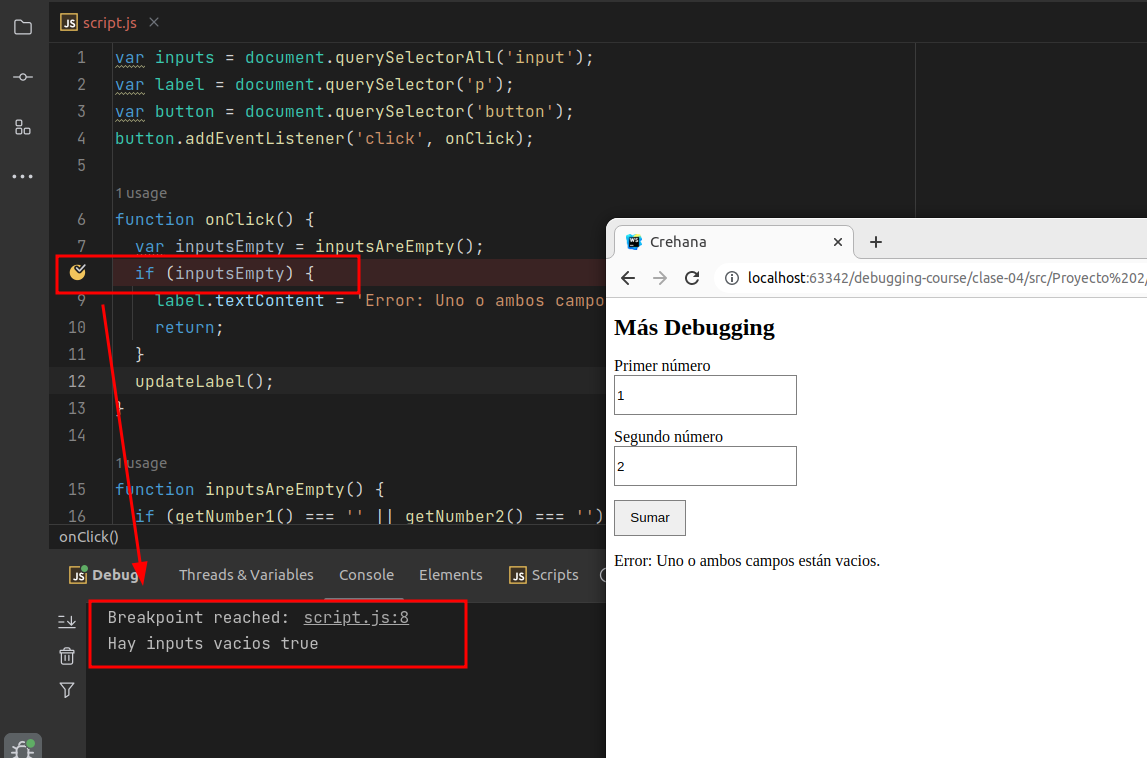 JS script.js
1 var inputs = document.querySelectorAll('input');
2 var label = document.querySelector('p');
3 var button = document.querySelector('button');
4 button.addEventListener('click', onClick);
5
1 usage
6 function onClick() {
7 var inputsEmpty = inputsAreEmpty();
if (inputsEmpty) {
9 label.textContent = 'Error: Uno o ambos campo
10 return;
11 }
12 updateLabel();
13 }
14
1 usage
15 function inputsAreEmpty() {
16 if (getNumber1() === '' || getNumber2() === '')
onClick()
JS Debug Threads & Variables Console Elements JS Scripts
Breakpoint reached: script.js:8
Hay inputs vacios true
WS Crehana
localhost:63342/debugging-course/clase-04/src/Proyecto%202/
Más Debugging
Primer número
1
Segundo número
2
Sumar
Error: Uno o ambos campos están vacios.